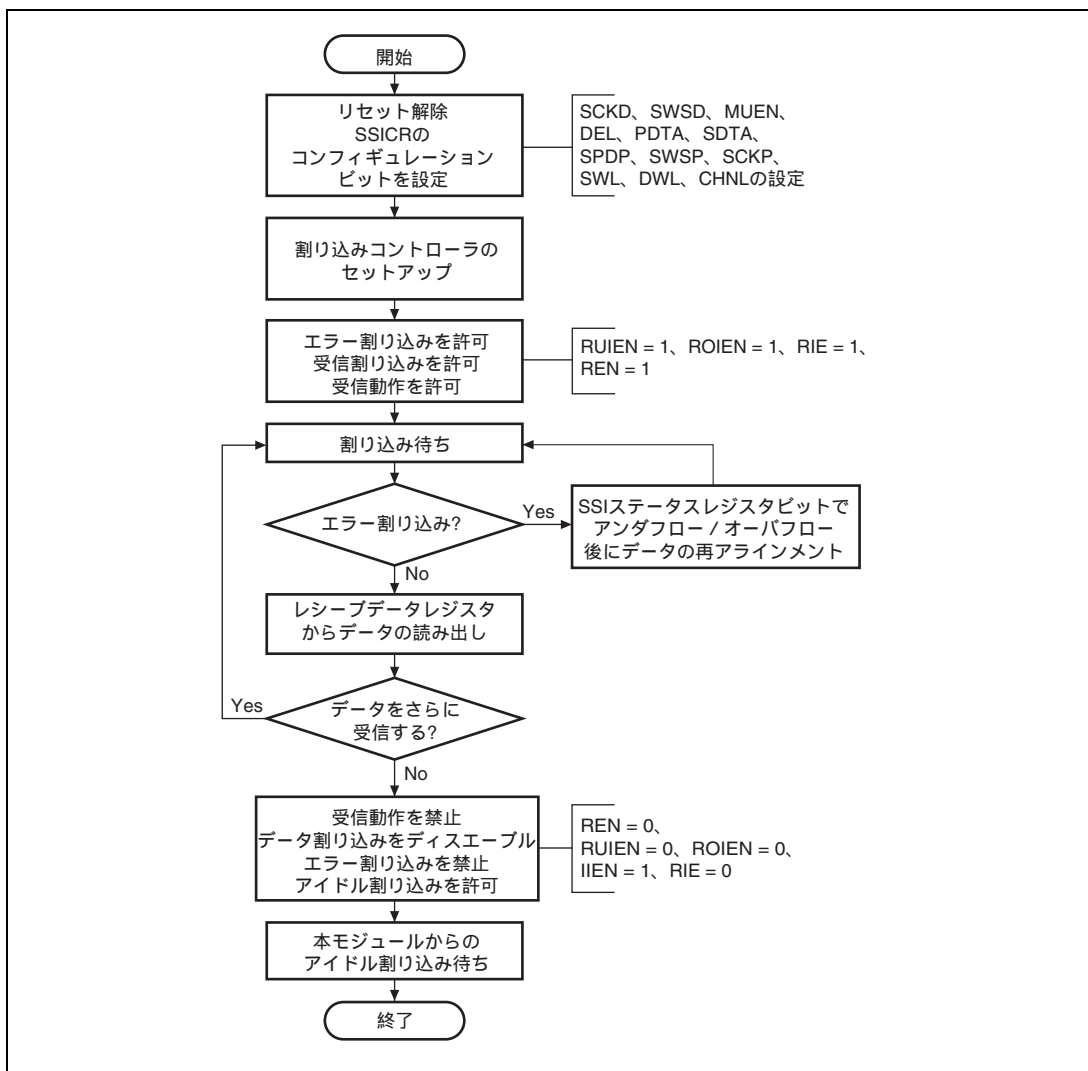 開始
リセット解除
SSICRの
コンフィギュレーション
ビットを設定
SCKD、SWSD、MUEN、
DEL、PDTA、SDTA、
SPDP、SWSP、SCKP、
SWL、DWL、CHNLの設定
割り込みコントローラの
セットアップ
エラー割り込みを許可
受信割り込みを許可
受信動作を許可
RUIEN = 1、ROIEN = 1、RIE = 1、
REN = 1
割り込み待ち
エラー割り込み?
Yes
SSIステータスレジスタビットで
アンダフロー / オーバフロー
後にデータの再アラインメント
No
レシーブデータレジスタ
からデータの読み出し
Yes
データをさらに
受信する?
No
受信動作を禁止
データ割り込みをディスエーブル
エラー割り込みを禁止
アイドル割り込みを許可
REN = 0、
RUIEN = 0、ROIEN = 0、
IIEN = 1、RIE = 0
本モジュールからの
アイドル割り込み待ち
終了